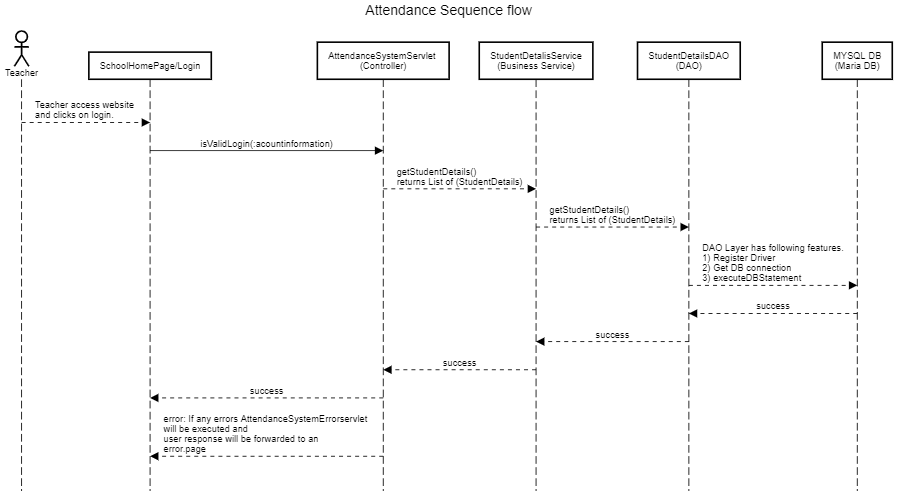 Attendance Sequence flow
Teacher
SchoolHomePage/Login
AttendanceSystemServlet
(Controller)
StudentDetalisService
(Business Service)
StudentDetailsDAO
(DAO)
MYSQL DB
(Maria DB)
Teacher access website
and clicks on login.
isValidLogin(:acountinformation)
getStudentDetails()
returns List of (StudentDetails)
getStudentDetails()
returns List of (StudentDetails)
DAO Layer has following features.
1) Register Driver
2) Get DB connection
3) executeDBStatement
success
success
success
success
error: If any errors AttendanceSystemErrorservlet
will be executed and
user response will be forwarded to an
error.page